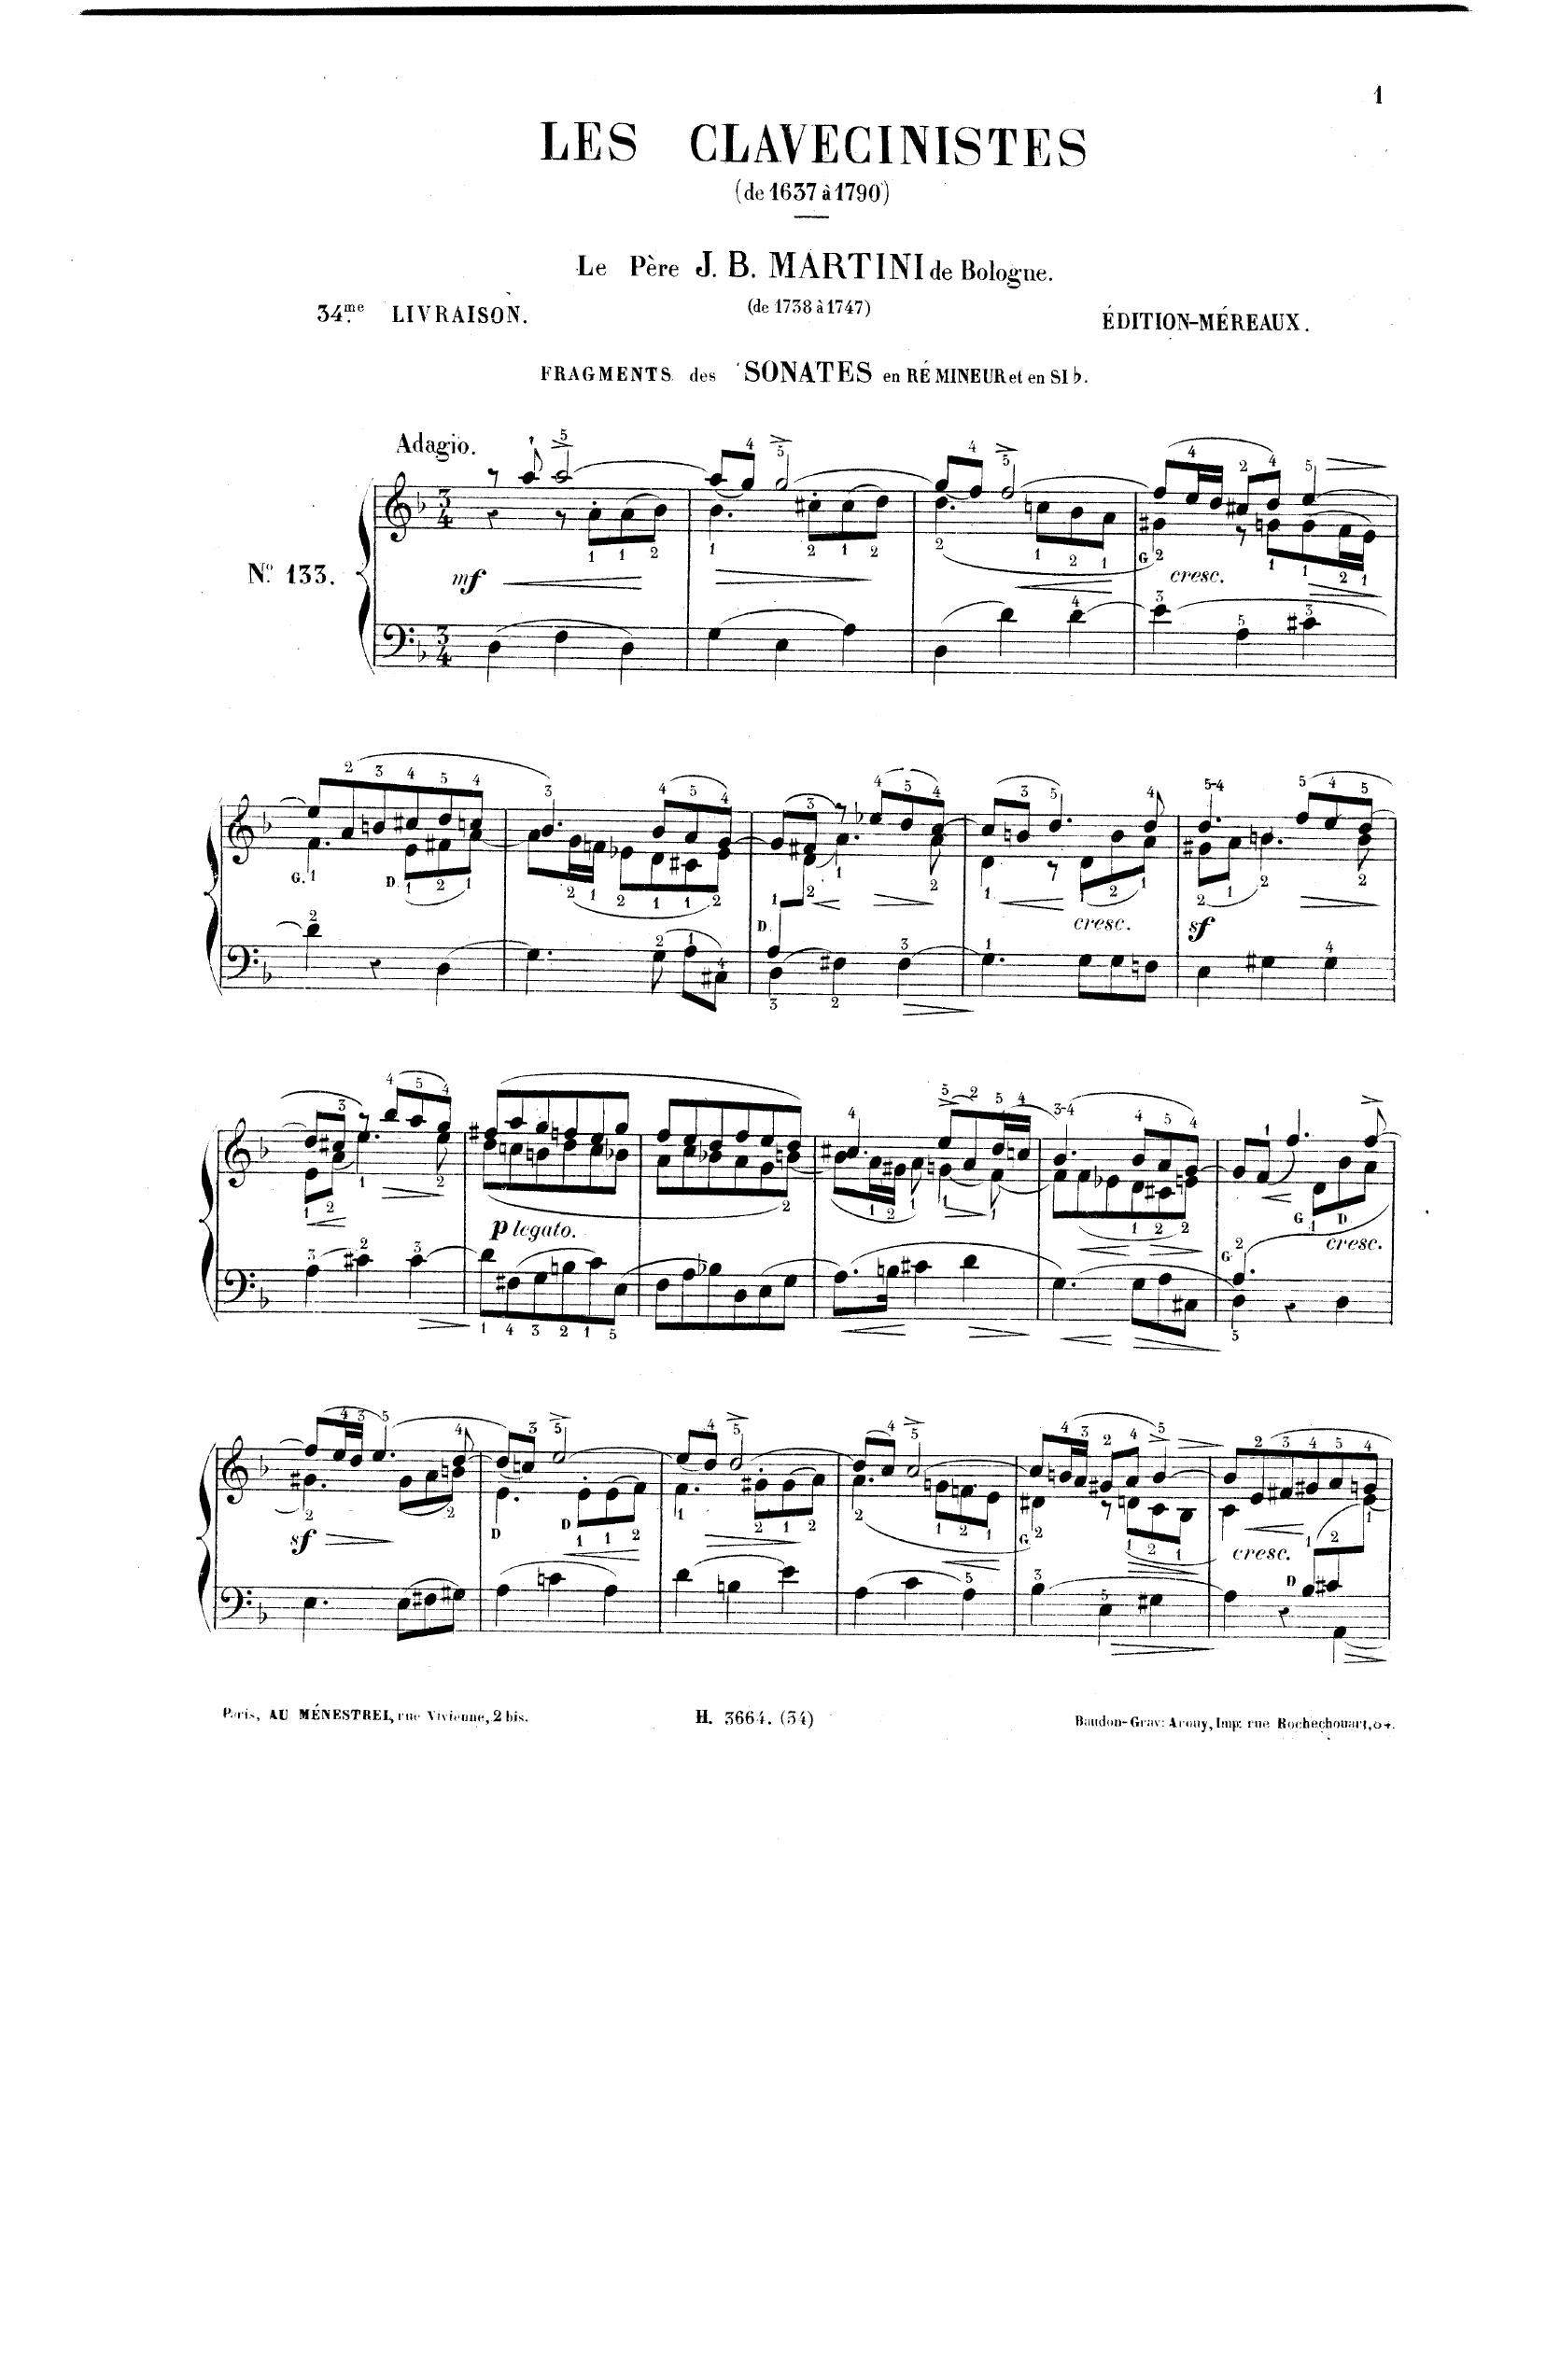 1
LES CLAVECINISTES
(de 1637 à 1790)
Le Père J. B. MARTINI de Bologne.
(de 1738 à 1747)
34.me LIVRAISON.
ÉDITION-MÉREAUX.
FRAGMENTS des SONATES en RÉ MINEUR et en SI♭.
Adagio.
No. 133.
mf
cresc.
G
G.
D
D
cresc.
sf
p legato.
G
D
G
cresc.
sf
D
D
G
cresc.
D
Paris, AU MÉNESTREL, rue Vivienne, 2 bis.
H. 3664. (34)
Baudon-Grav: Arouy, Imp. rue Rochechouart,